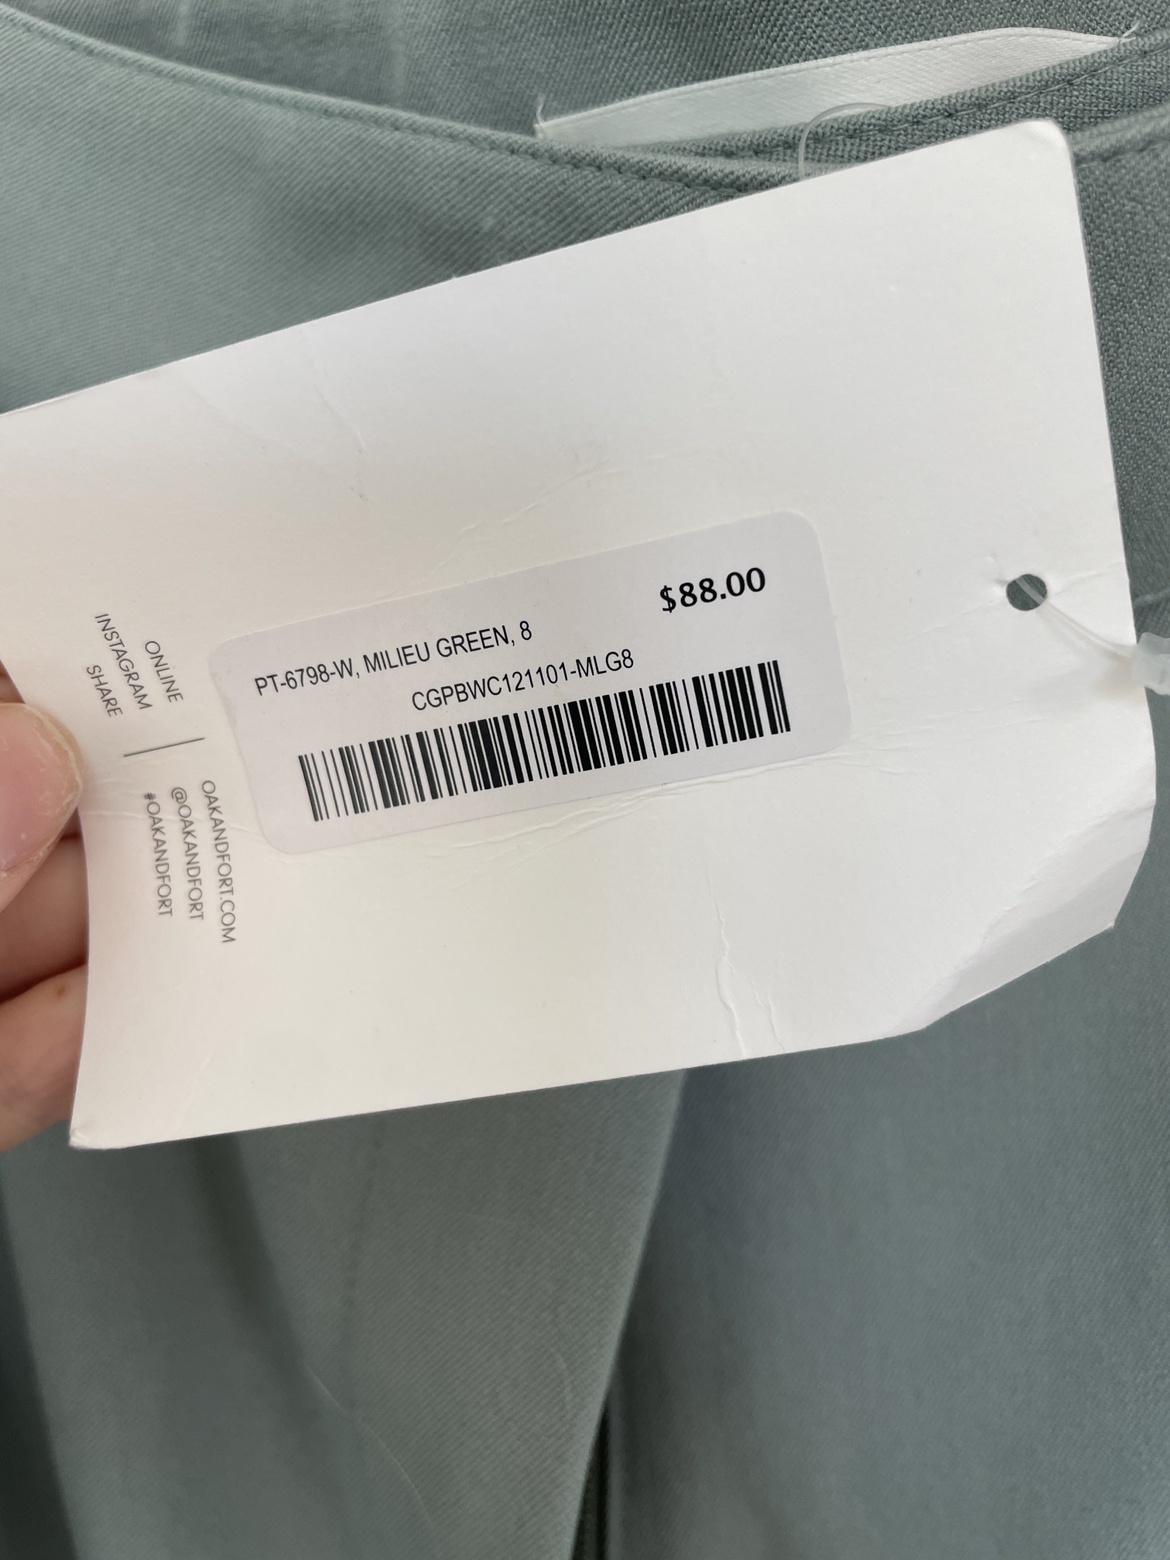 $88.00
PT-6798-W, MILIEU GREEN, 8
CGPBWC121101-MLG8
ONLINE | OAKANDFORT.COM
INSTAGRAM | @OAKANDFORT
SHARE | #OAKANDFORT